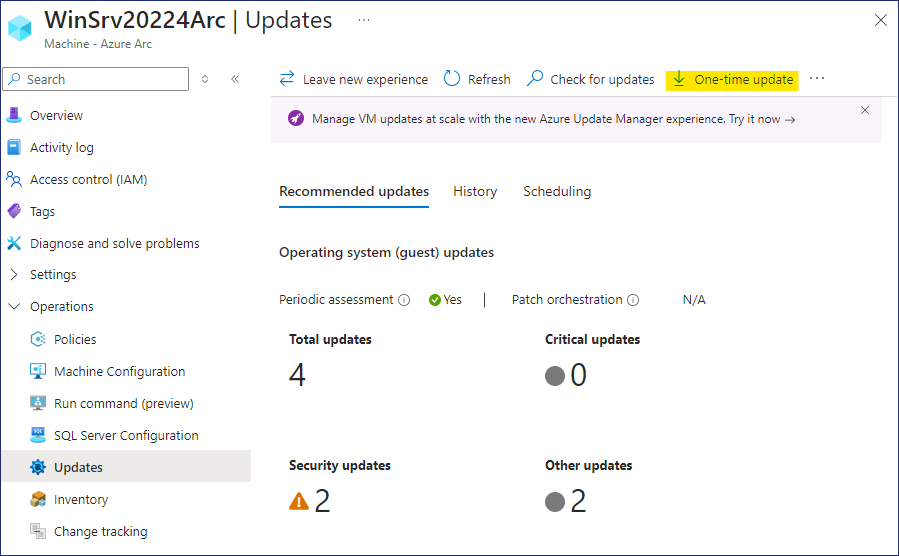 WinSrv20224Arc | Updates ...
Machine - Azure Arc
Search
Overview
Activity log
Access control (IAM)
Tags
Diagnose and solve problems
Settings
Operations
Policies
Machine Configuration
Run command (preview)
SQL Server Configuration
Updates
Inventory
Change tracking
Leave new experience Refresh Check for updates One-time update ...
Manage VM updates at scale with the new Azure Update Manager experience. Try it now →
Recommended updates History Scheduling
Operating system (guest) updates
Periodic assessment Yes | Patch orchestration N/A
Total updates Critical updates
4 0
Security updates Other updates
2 2